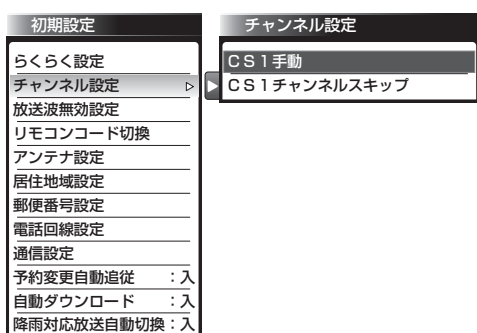 初期設定
らくらく設定
チャンネル設定
放送波無効設定
リモコンコード切換
アンテナ設定
居住地域設定
郵便番号設定
電話回線設定
通信設定
予約変更自動追従 ：入
自動ダウンロード ：入
降雨対応放送自動切換：入
チャンネル設定
ＣＳ１手動
ＣＳ１チャンネルスキップ